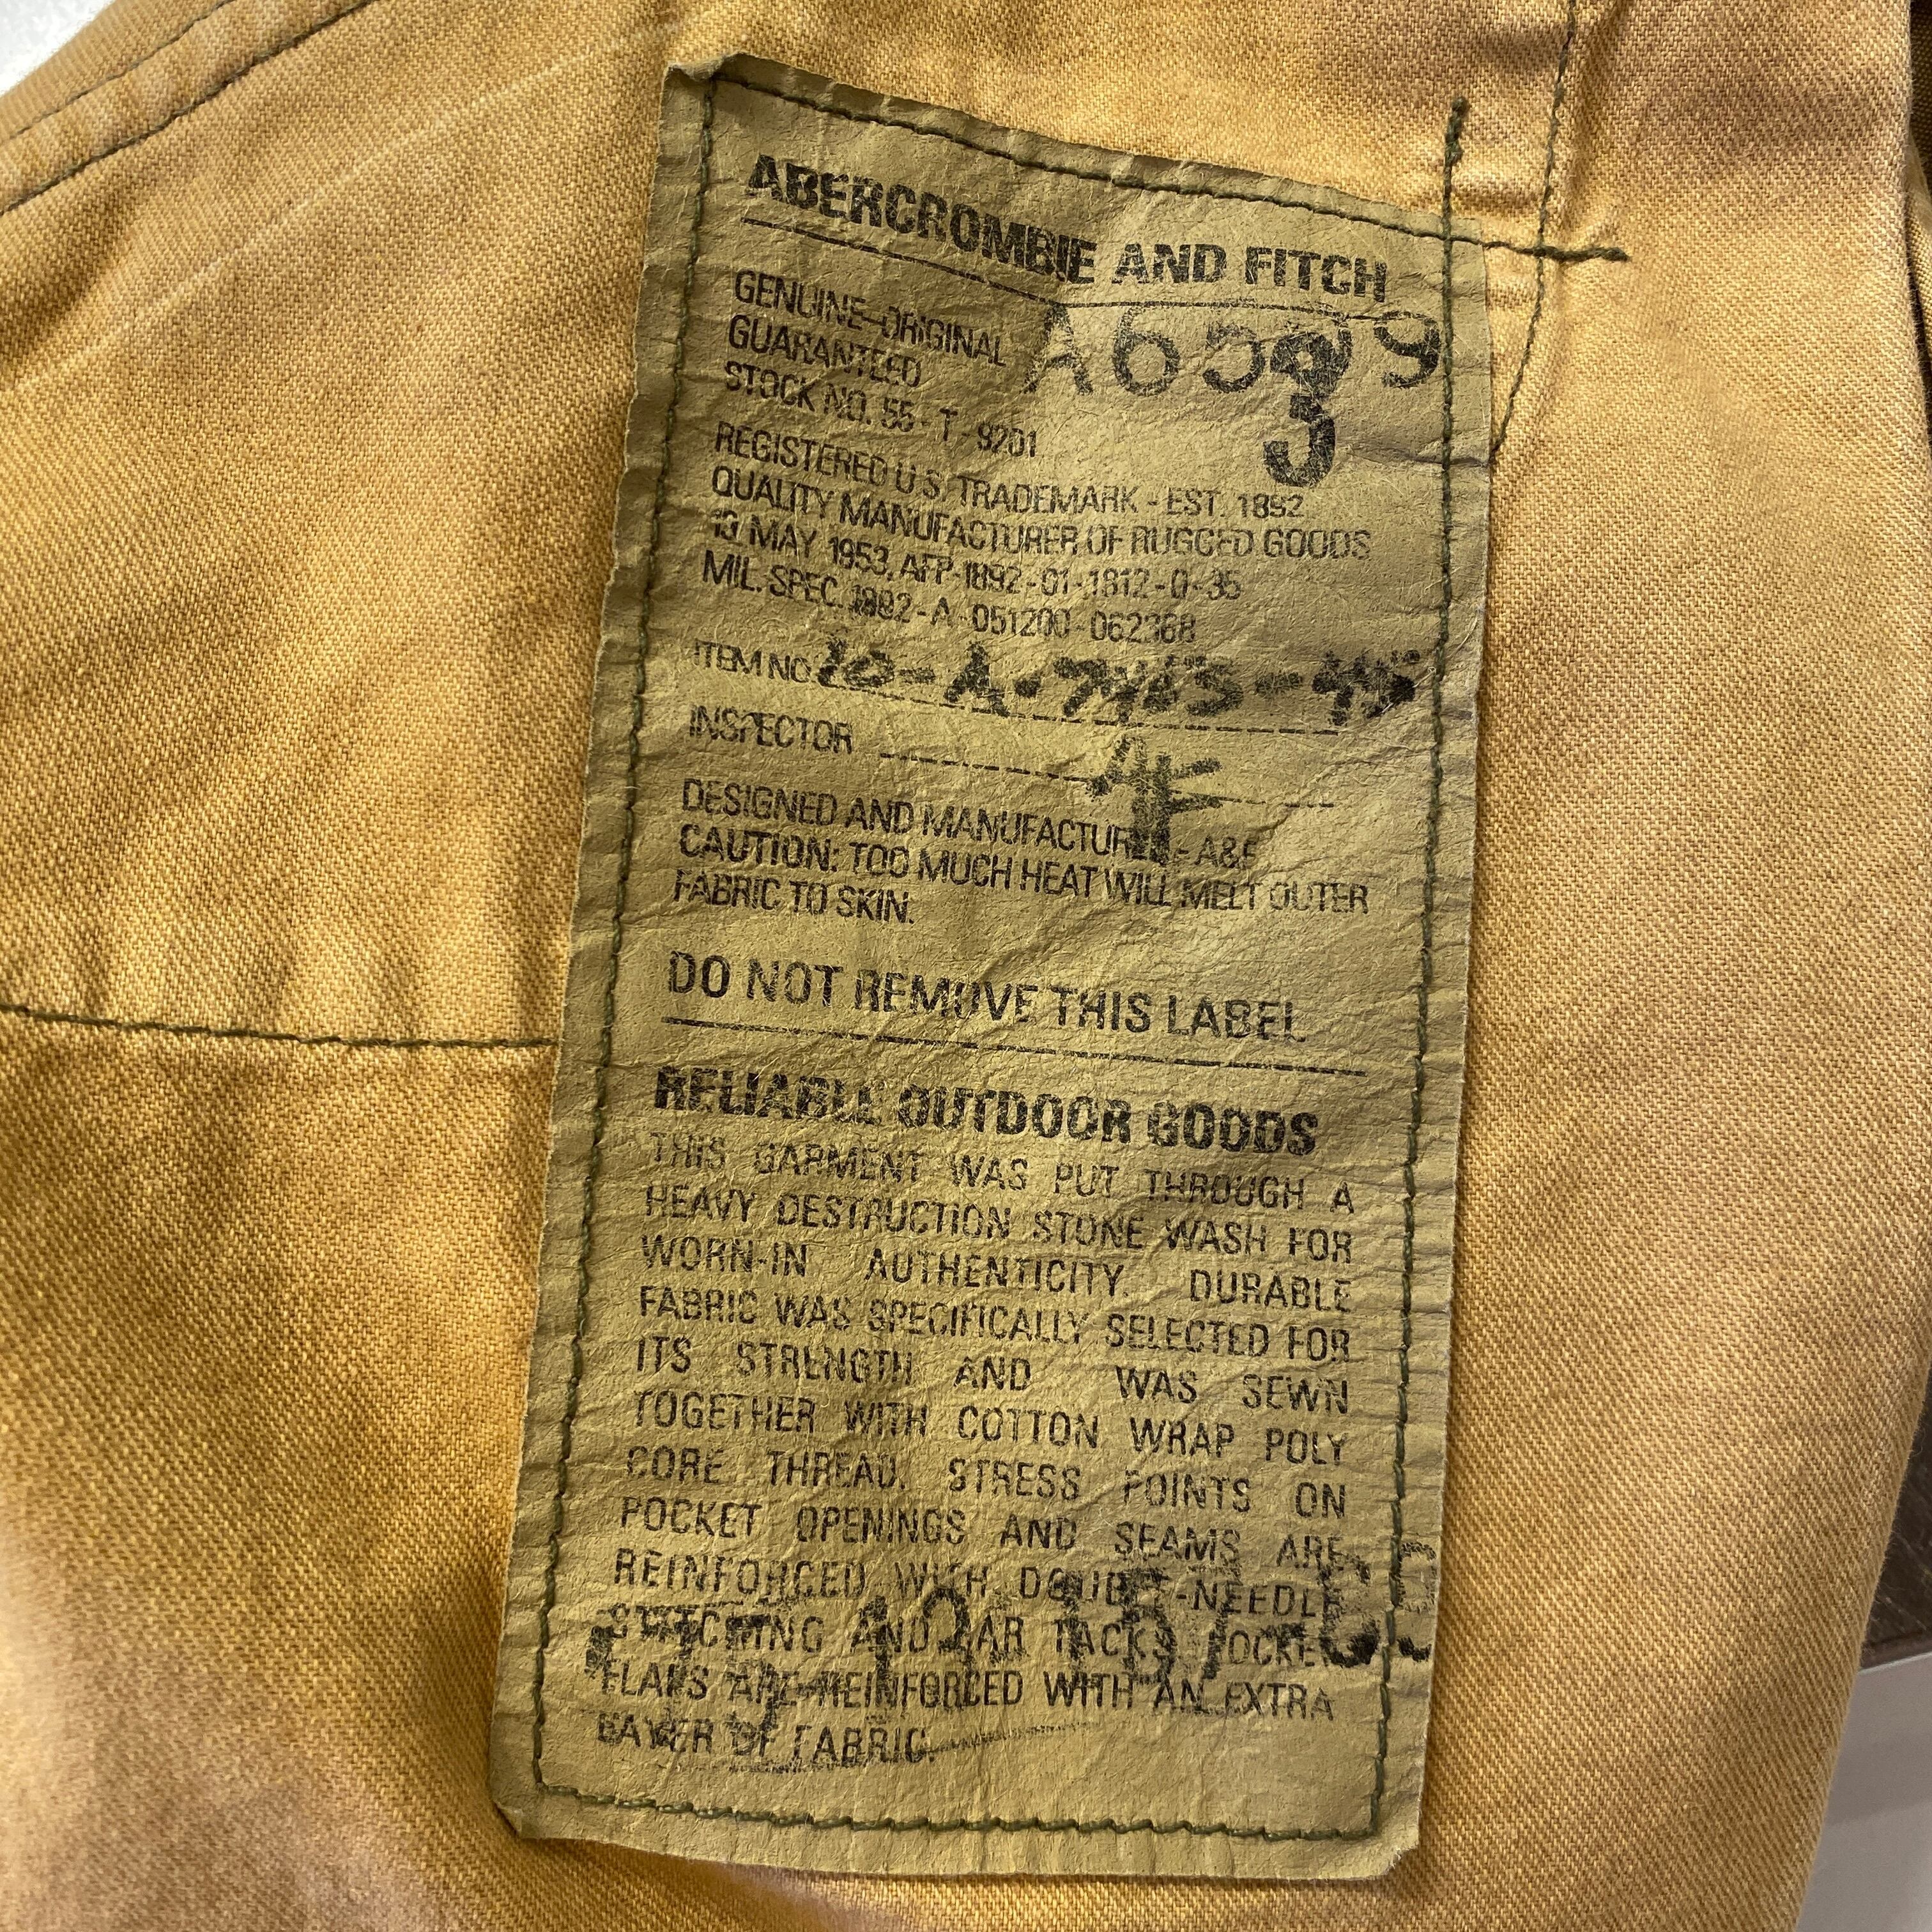 ABERCROMBIE AND FITCH
GENUINE-ORIGINAL
GUARANTEED
STOCK NO. 55 - T - 9201
REGISTERED U.S. TRADEMARK - EST. 1892
QUALITY MANUFACTURER OF RUGGED GOODS
13 MAY 1953, AFP-1892-01-1812-0-35
MIL. SPEC. 1892-A-051200-062368
ITEM NO.
INSPECTOR
DESIGNED AND MANUFACTURED - A&F
CAUTION: TOO MUCH HEAT WILL MELT OUTER
FABRIC TO SKIN.
DO NOT REMOVE THIS LABEL
RELIABLE OUTDOOR GOODS
THIS GARMENT WAS PUT THROUGH A
HEAVY DESTRUCTION STONE WASH FOR
WORN-IN AUTHENTICITY. DURABLE
FABRIC WAS SPECIFICALLY SELECTED FOR
ITS STRENGTH AND WAS SEWN
TOGETHER WITH COTTON WRAP POLY
CORE THREAD. STRESS POINTS ON
POCKET OPENINGS AND SEAMS ARE
REINFORCED WITH DOUBLE-NEEDLE
STITCHING AND BAR TACKS. POCKET
FLAPS ARE REINFORCED WITH AN EXTRA
LAYER OF FABRIC.